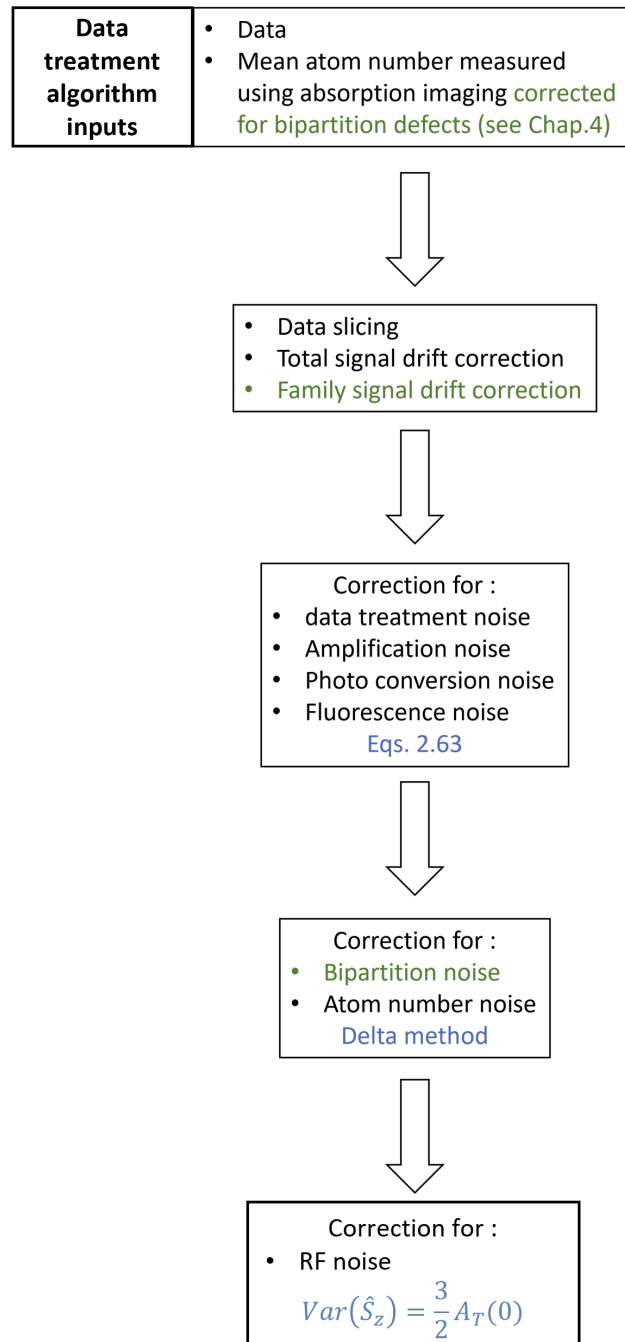 Data
treatment
algorithm
inputs
• Data
• Mean atom number measured
using absorption imaging corrected
for bipartition defects (see Chap.4)
• Data slicing
• Total signal drift correction
• Family signal drift correction
Correction for :
• data treatment noise
• Amplification noise
• Photo conversion noise
• Fluorescence noise
Eqs. 2.63
Correction for :
• Bipartition noise
• Atom number noise
Delta method
Correction for :
• RF noise
Var(Ŝ_z) = 3/2 A_T(0)